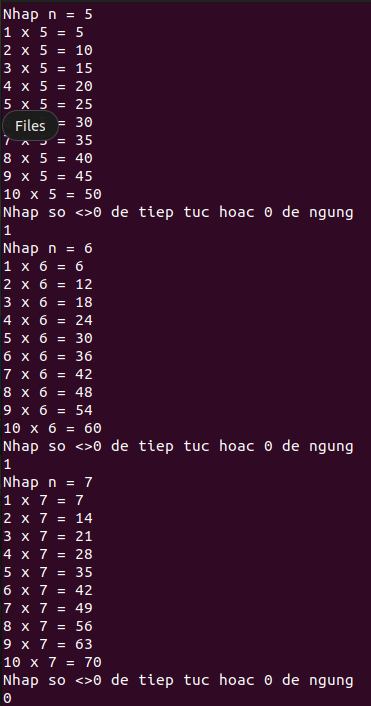 Nhap n = 5
1 x 5 = 5
2 x 5 = 10
3 x 5 = 15
4 x 5 = 20
5 x 5 = 25
Files = 30
7 x 5 = 35
8 x 5 = 40
9 x 5 = 45
10 x 5 = 50
Nhap so <>0 de tiep tuc hoac 0 de ngung
1
Nhap n = 6
1 x 6 = 6
2 x 6 = 12
3 x 6 = 18
4 x 6 = 24
5 x 6 = 30
6 x 6 = 36
7 x 6 = 42
8 x 6 = 48
9 x 6 = 54
10 x 6 = 60
Nhap so <>0 de tiep tuc hoac 0 de ngung
1
Nhap n = 7
1 x 7 = 7
2 x 7 = 14
3 x 7 = 21
4 x 7 = 28
5 x 7 = 35
6 x 7 = 42
7 x 7 = 49
8 x 7 = 56
9 x 7 = 63
10 x 7 = 70
Nhap so <>0 de tiep tuc hoac 0 de ngung
0